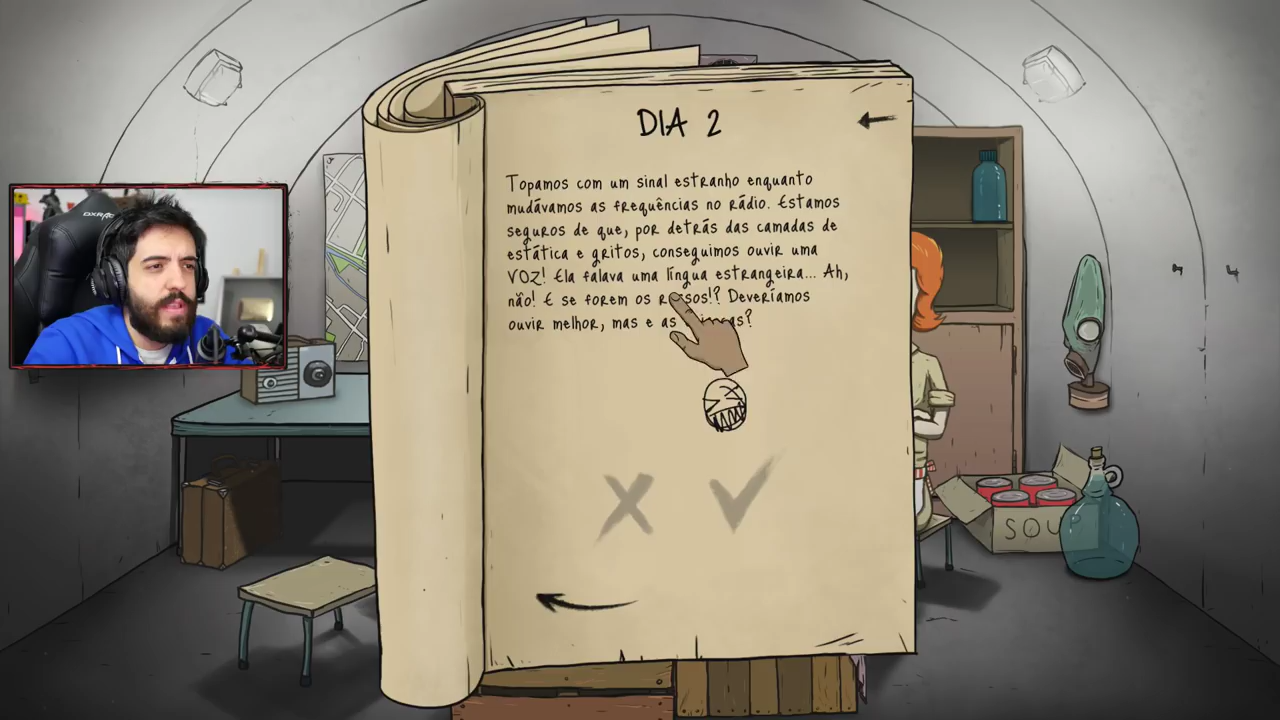 DIA 2
Topamos com um sinal estranho enquanto
mudávamos as frequências no rádio. Estamos
seguros de que, por detrás das camadas de
estática e gritos, conseguimos ouvir uma
VOZ! Ela falava uma língua estrangeira... Ah,
não! E se forem os !? Deveríamos
ouvir melhor, mas e as ?
SOU